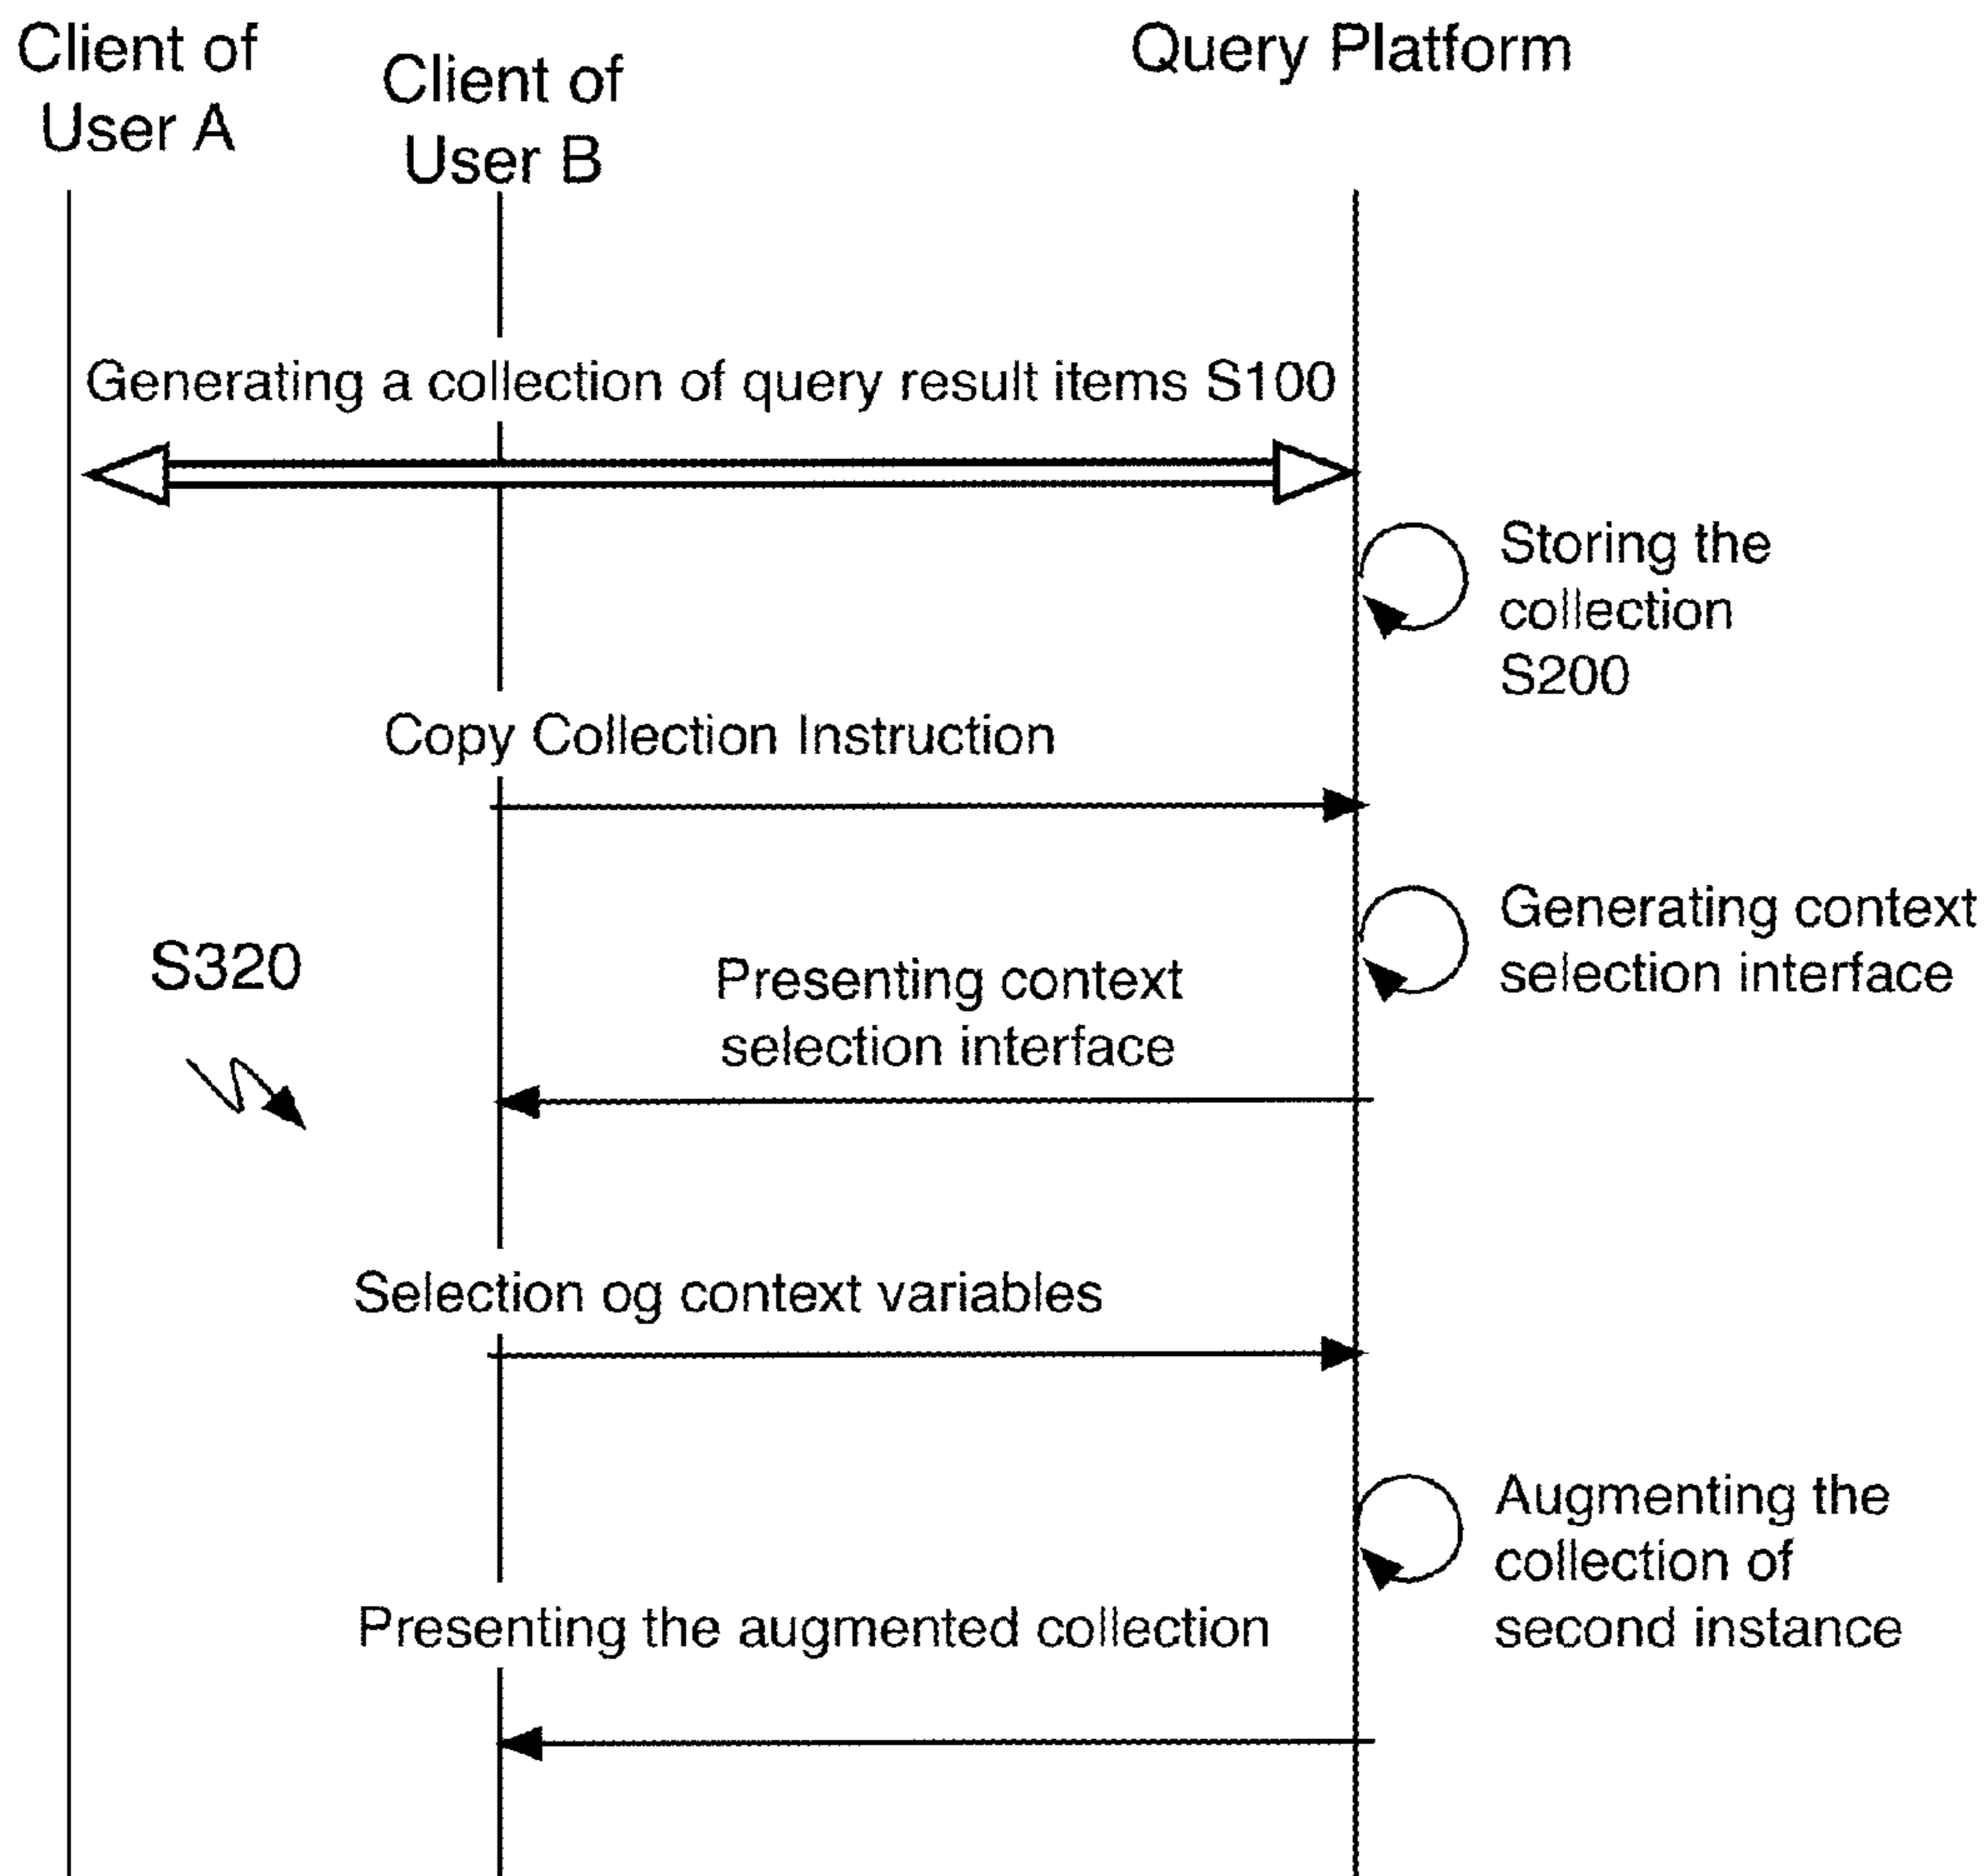 Client of
User A
Client of
User B
Query Platform
Generating a collection of query result items S100
Storing the
collection
S200
Copy Collection Instruction
Generating context
selection interface
S320
Presenting context
selection interface
Selection og context variables
Augmenting the
collection of
second instance
Presenting the augmented collection